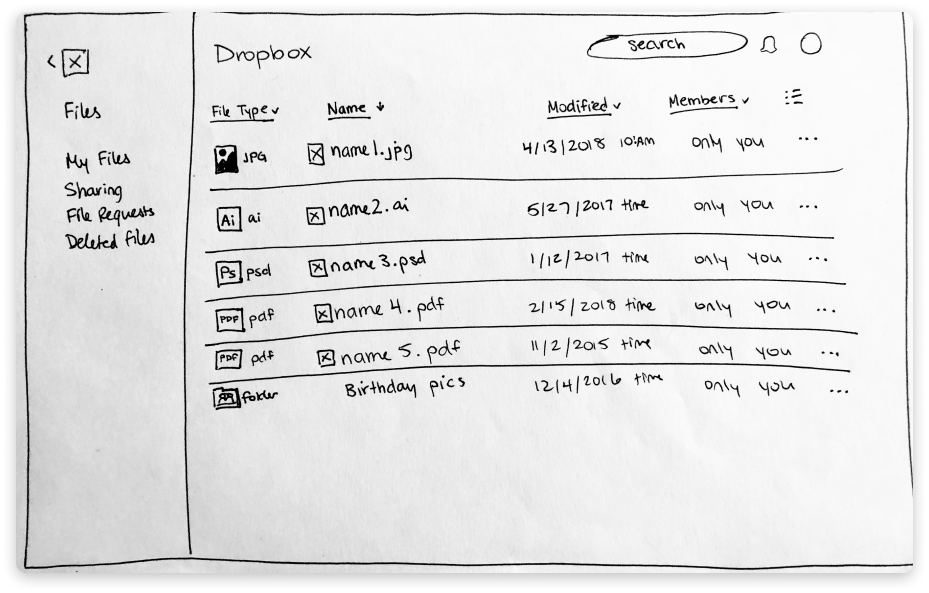 Dropbox
search
Files
My Files
Sharing
File Requests
Deleted files
File Type Name Modified Members
JPG name1.jpg 4/13/2018 10:AM only you ...
Ai ai name2.ai 5/27/2017 time only you ...
Ps psd name3.psd 1/12/2017 time only you ...
PDF pdf name 4.pdf 2/15/2018 time only you ...
PDF pdf name 5.pdf 11/2/2015 time only you ...
folder Birthday pics 12/4/2016 time only you ...